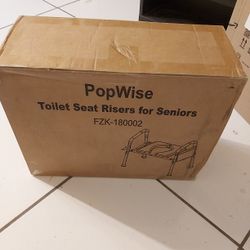 PopWise
Toilet Seat Risers for Seniors
FZK-180002